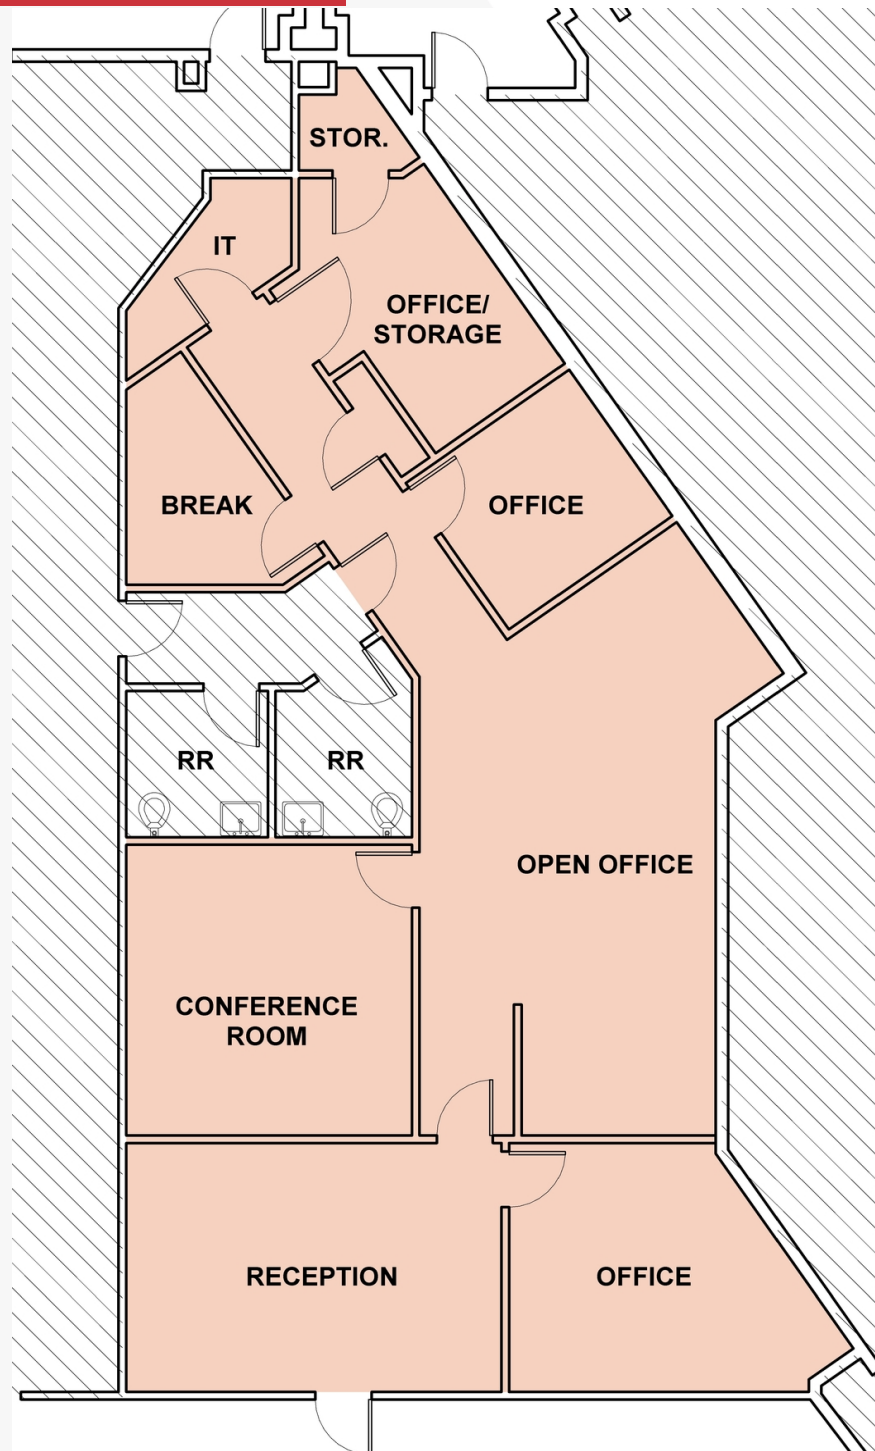 STOR.
IT
OFFICE/
STORAGE
BREAK
OFFICE
RR
RR
OPEN OFFICE
CONFERENCE
ROOM
RECEPTION
OFFICE